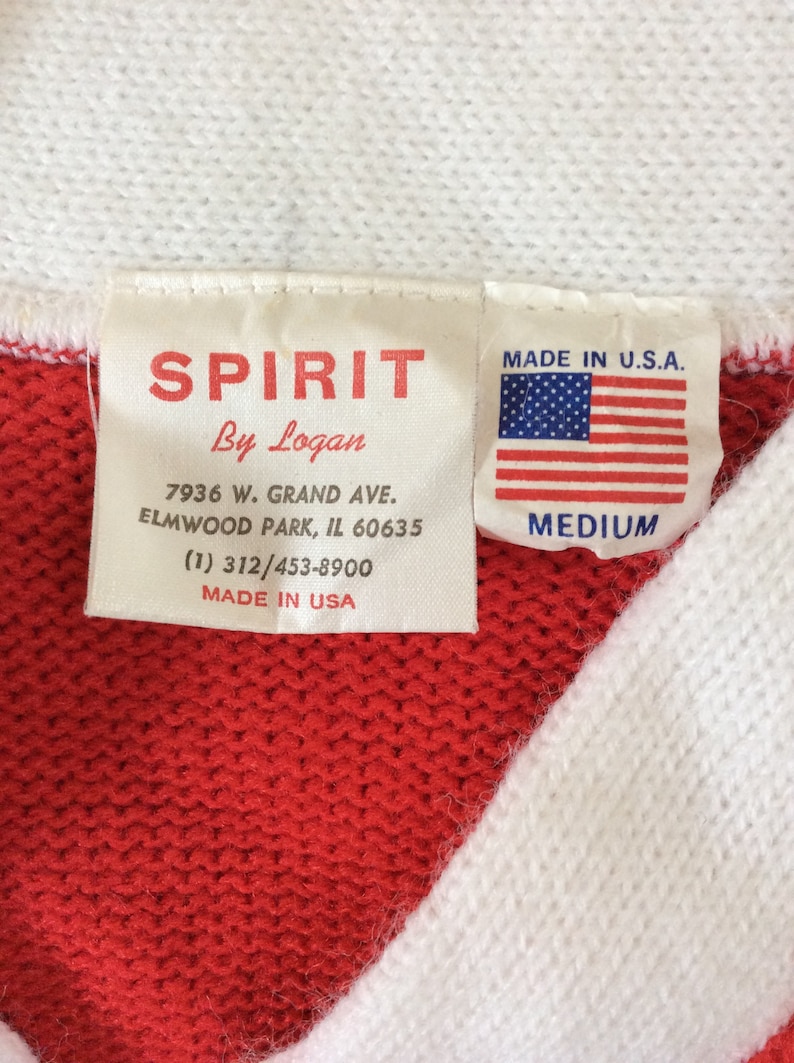 SPIRIT
By Logan
7936 W. GRAND AVE.
ELMWOOD PARK, IL 60635
(1) 312/453-8900
MADE IN USA
MADE IN U.S.A.
MEDIUM